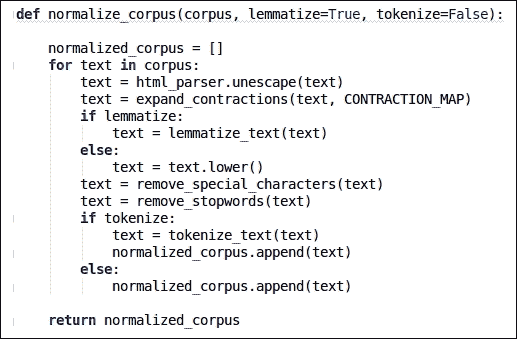 def normalize_corpus(corpus, lemmatize=True, tokenize=False):
    normalized_corpus = []
    for text in corpus:
        text = html_parser.unescape(text)
        text = expand_contractions(text, CONTRACTION_MAP)
        if lemmatize:
            text = lemmatize_text(text)
        else:
            text = text.lower()
        text = remove_special_characters(text)
        text = remove_stopwords(text)
        if tokenize:
            text = tokenize_text(text)
            normalized_corpus.append(text)
        else:
            normalized_corpus.append(text)
    return normalized_corpus